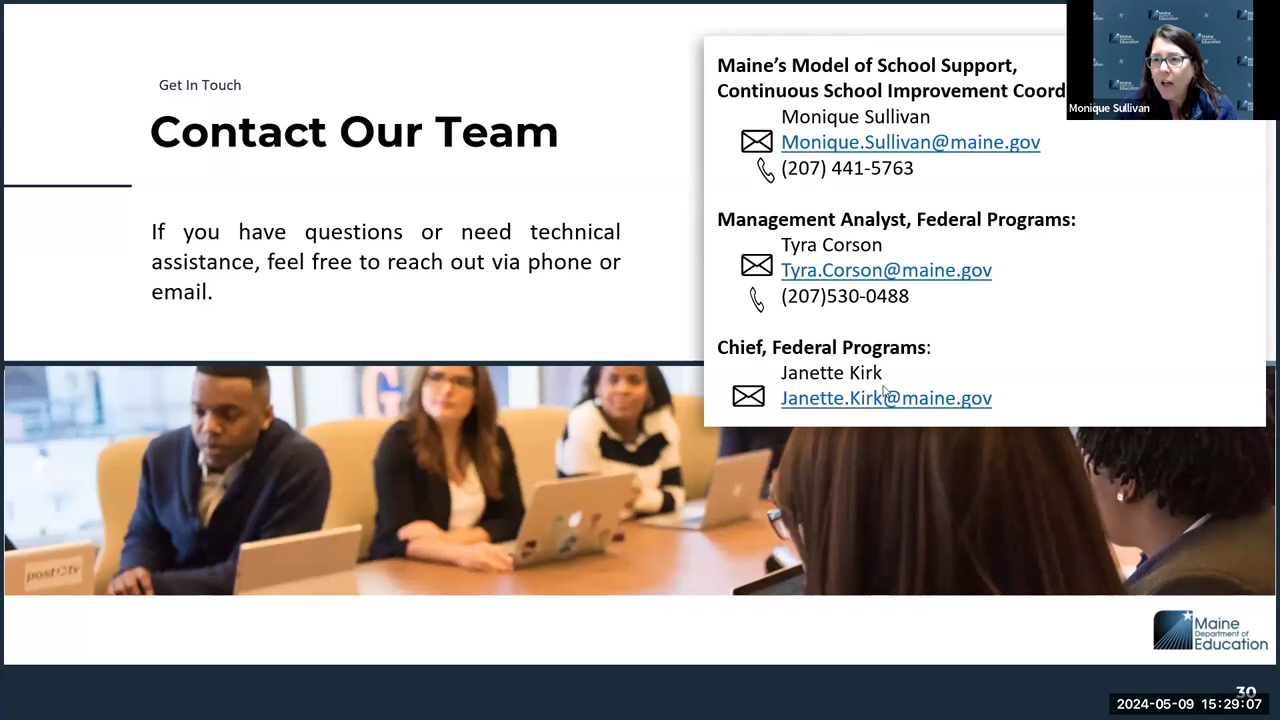 Get In Touch
Contact Our Team
If you have questions or need technical
assistance, feel free to reach out via phone or
email.
Maine’s Model of School Support,
Continuous School Improvement Coord
Monique Sullivan
Monique.Sullivan@maine.gov
(207) 441-5763
Management Analyst, Federal Programs:
Tyra Corson
Tyra.Corson@maine.gov
(207)530-0488
Chief, Federal Programs:
Janette Kirk
Janette.Kirk@maine.gov
Monique Sullivan
Maine
Department of
Education
30
2024-05-09 15:29:07